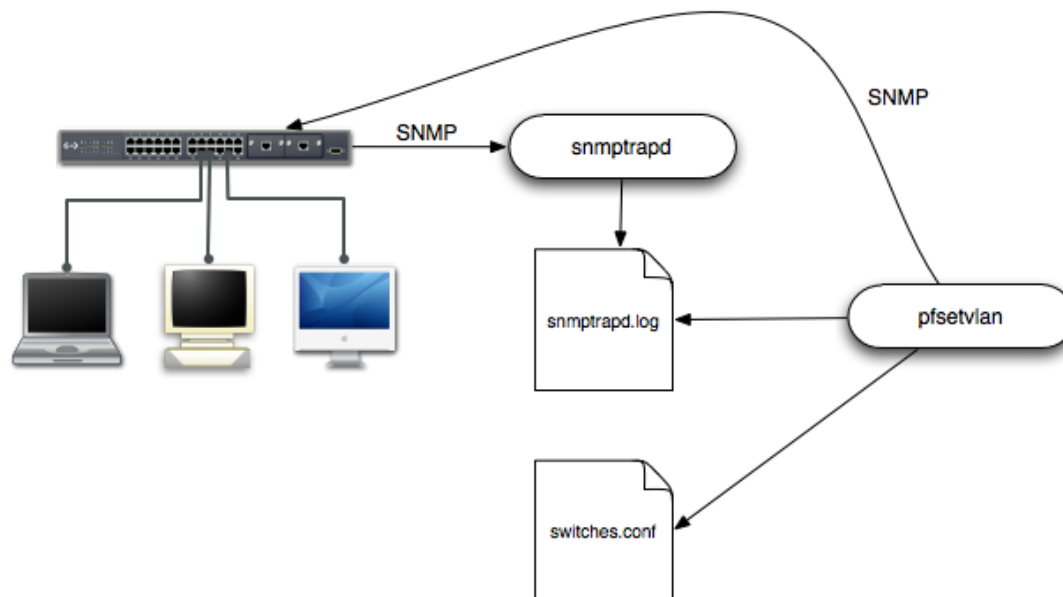 SNMP
SNMP
snmptrapd
snmptrapd.log
pfsetvlan
switches.conf